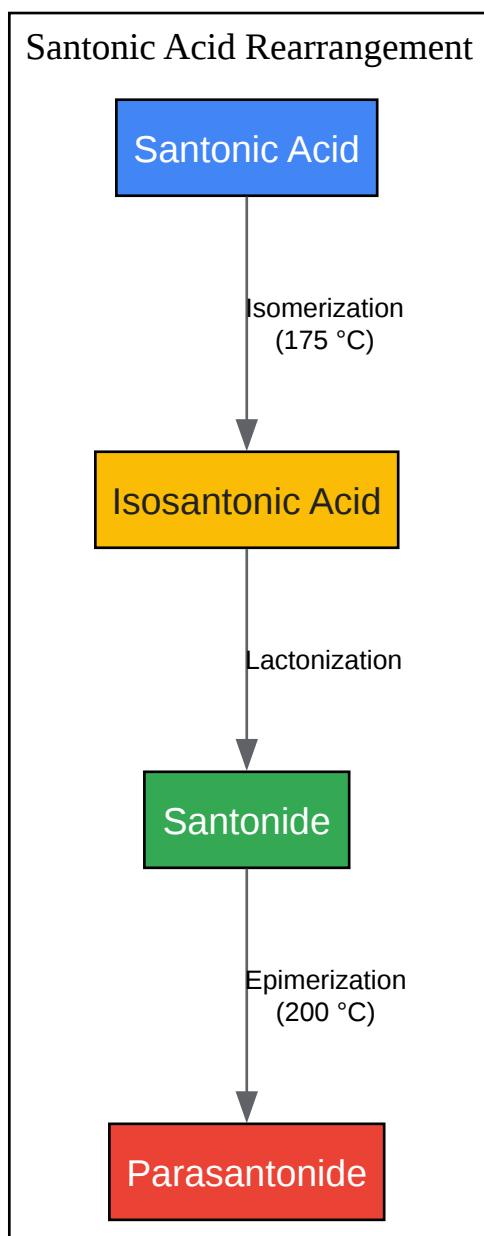 Santonic Acid Rearrangement
Santonic Acid
Isomerization
(175 °C)
Isosantonic Acid
Lactonization
Santonide
Epimerization
(200 °C)
Parasantonide